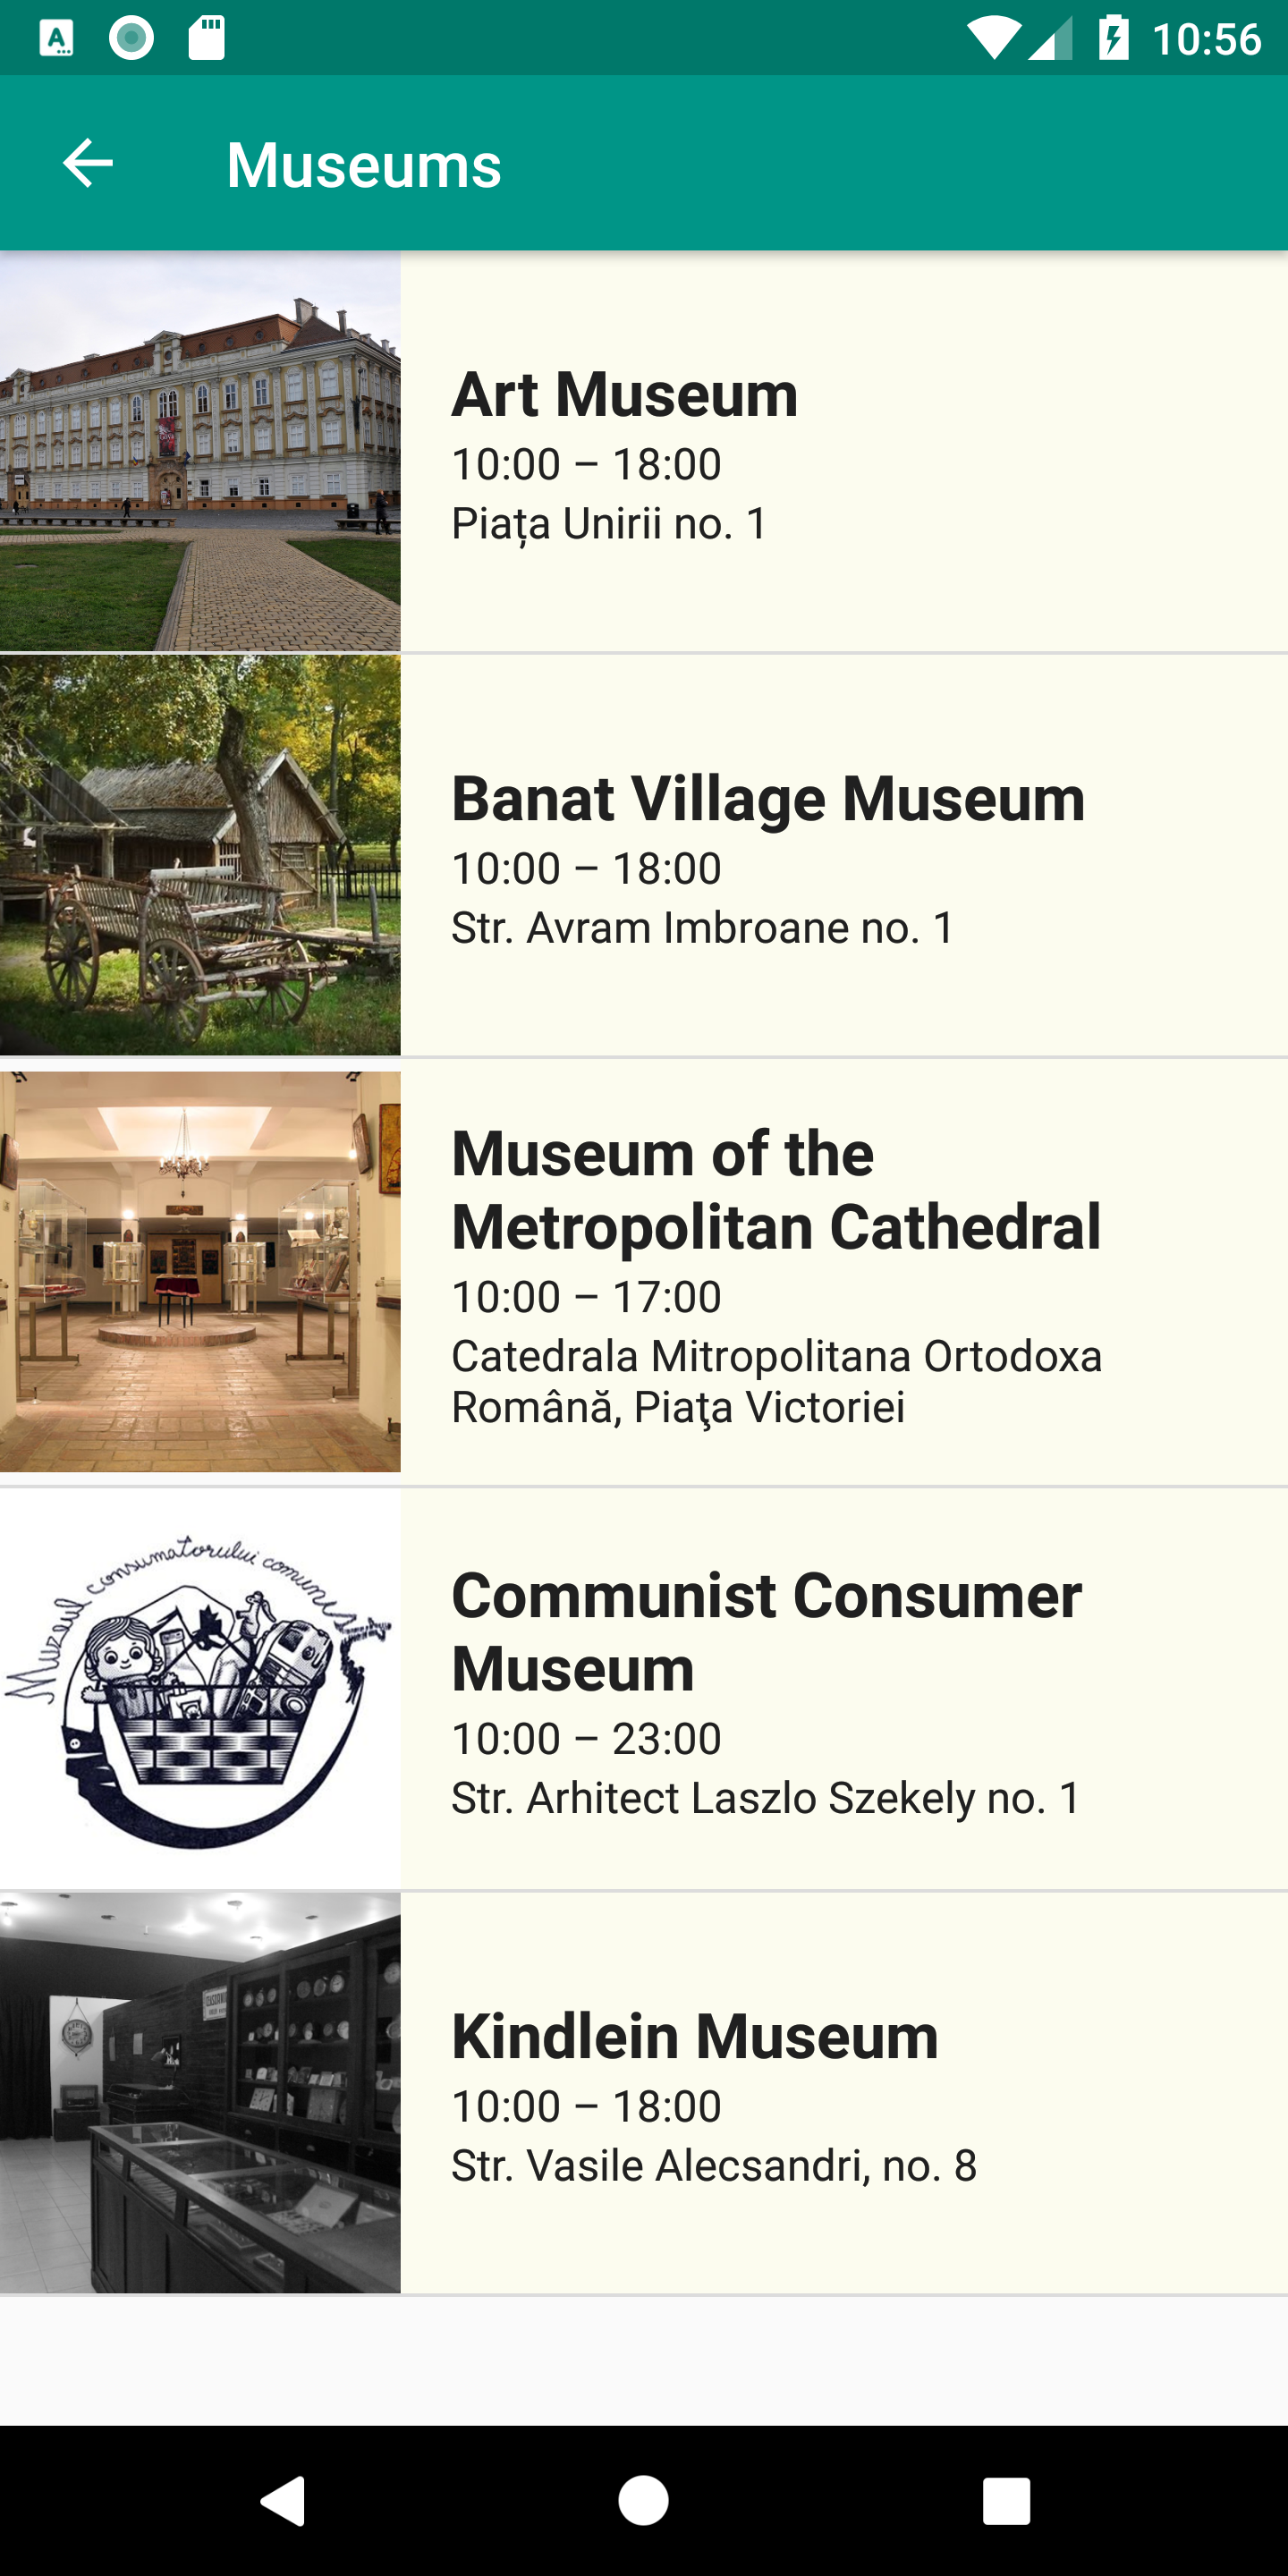 10:56
Museums
Art Museum
10:00 – 18:00
Piața Unirii no. 1
Banat Village Museum
10:00 – 18:00
Str. Avram Imbroane no. 1
Museum of the
Metropolitan Cathedral
10:00 – 17:00
Catedrala Mitropolitana Ortodoxa
Română, Piaţa Victoriei
Muzeul consumatorului comunist
Communist Consumer
Museum
10:00 – 23:00
Str. Arhitect Laszlo Szekely no. 1
Kindlein Museum
10:00 – 18:00
Str. Vasile Alecsandri, no. 8